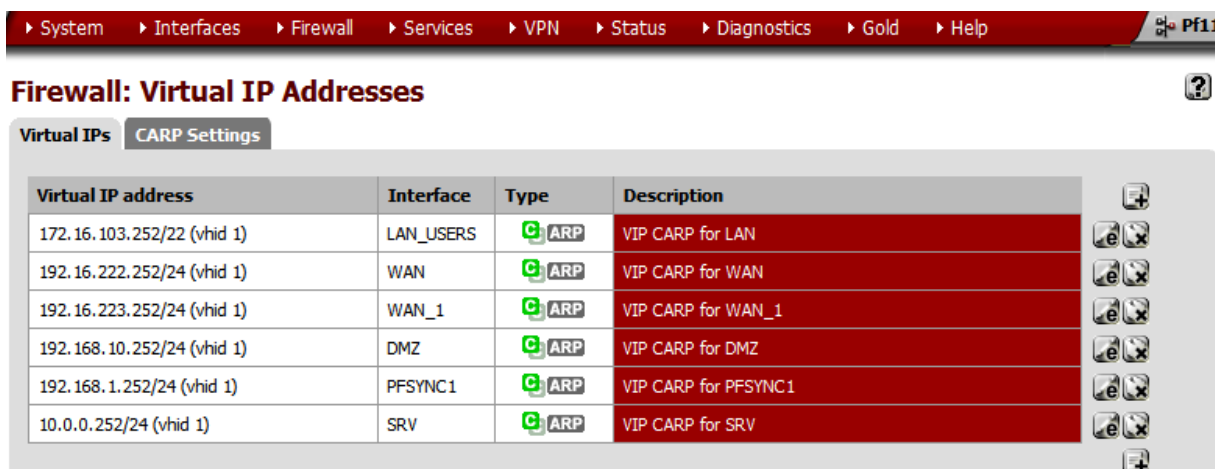 System Interfaces Firewall Services VPN Status Diagnostics Gold Help Pf11
Firewall: Virtual IP Addresses ?
Virtual IPs CARP Settings
Virtual IP address Interface Type Description
172.16.103.252/22 (vhid 1) LAN_USERS C ARP VIP CARP for LAN e x
192.16.222.252/24 (vhid 1) WAN C ARP VIP CARP for WAN e x
192.16.223.252/24 (vhid 1) WAN_1 C ARP VIP CARP for WAN_1 e x
192.168.10.252/24 (vhid 1) DMZ C ARP VIP CARP for DMZ e x
192.168.1.252/24 (vhid 1) PFSYNC1 C ARP VIP CARP for PFSYNC1 e x
10.0.0.252/24 (vhid 1) SRV C ARP VIP CARP for SRV e x